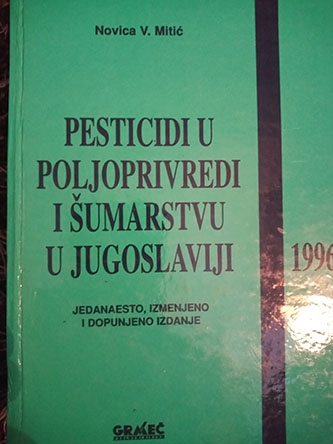 Novica V. Mitić
PESTICIDI U
POLJOPRIVREDI
I ŠUMARSTVU
U JUGOSLAVIJI
1996
JEDANAESTO, IZMENJENO
I DOPUNJENO IZDANJE
GRMEČ